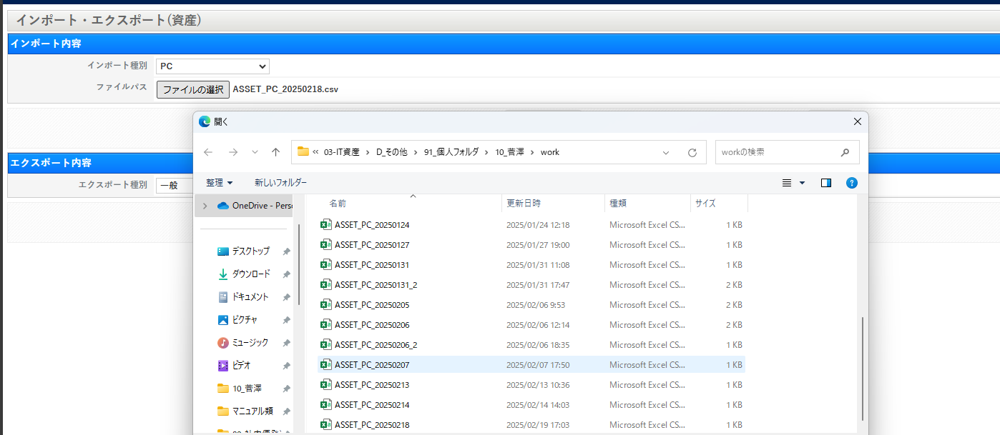 インポート・エクスポート(資産)
インポート内容
インポート種別 PC
ファイルパス ファイルの選択 ASSET_PC_20250218.csv
エクスポート内容
エクスポート種別 一般
開く
« 03-IT資産 › D_その他 › 91_個人フォルダ › 10_菅澤 › work
workの検索
整理 新しいフォルダー
OneDrive - Pers
デスクトップ
ダウンロード
ドキュメント
ピクチャ
ミュージック
ビデオ
10_菅澤
マニュアル類
名前 更新日時 種類 サイズ
ASSET_PC_20250124 2025/01/24 12:18 Microsoft Excel CS... 1 KB
ASSET_PC_20250127 2025/01/27 19:00 Microsoft Excel CS... 1 KB
ASSET_PC_20250131 2025/01/31 11:08 Microsoft Excel CS... 1 KB
ASSET_PC_20250131_2 2025/01/31 17:47 Microsoft Excel CS... 2 KB
ASSET_PC_20250205 2025/02/06 9:53 Microsoft Excel CS... 2 KB
ASSET_PC_20250206 2025/02/06 12:14 Microsoft Excel CS... 2 KB
ASSET_PC_20250206_2 2025/02/06 18:35 Microsoft Excel CS... 1 KB
ASSET_PC_20250207 2025/02/07 17:50 Microsoft Excel CS... 1 KB
ASSET_PC_20250213 2025/02/13 10:36 Microsoft Excel CS... 1 KB
ASSET_PC_20250214 2025/02/14 14:03 Microsoft Excel CS... 1 KB
ASSET_PC_20250218 2025/02/19 17:03 Microsoft Excel CS... 1 KB